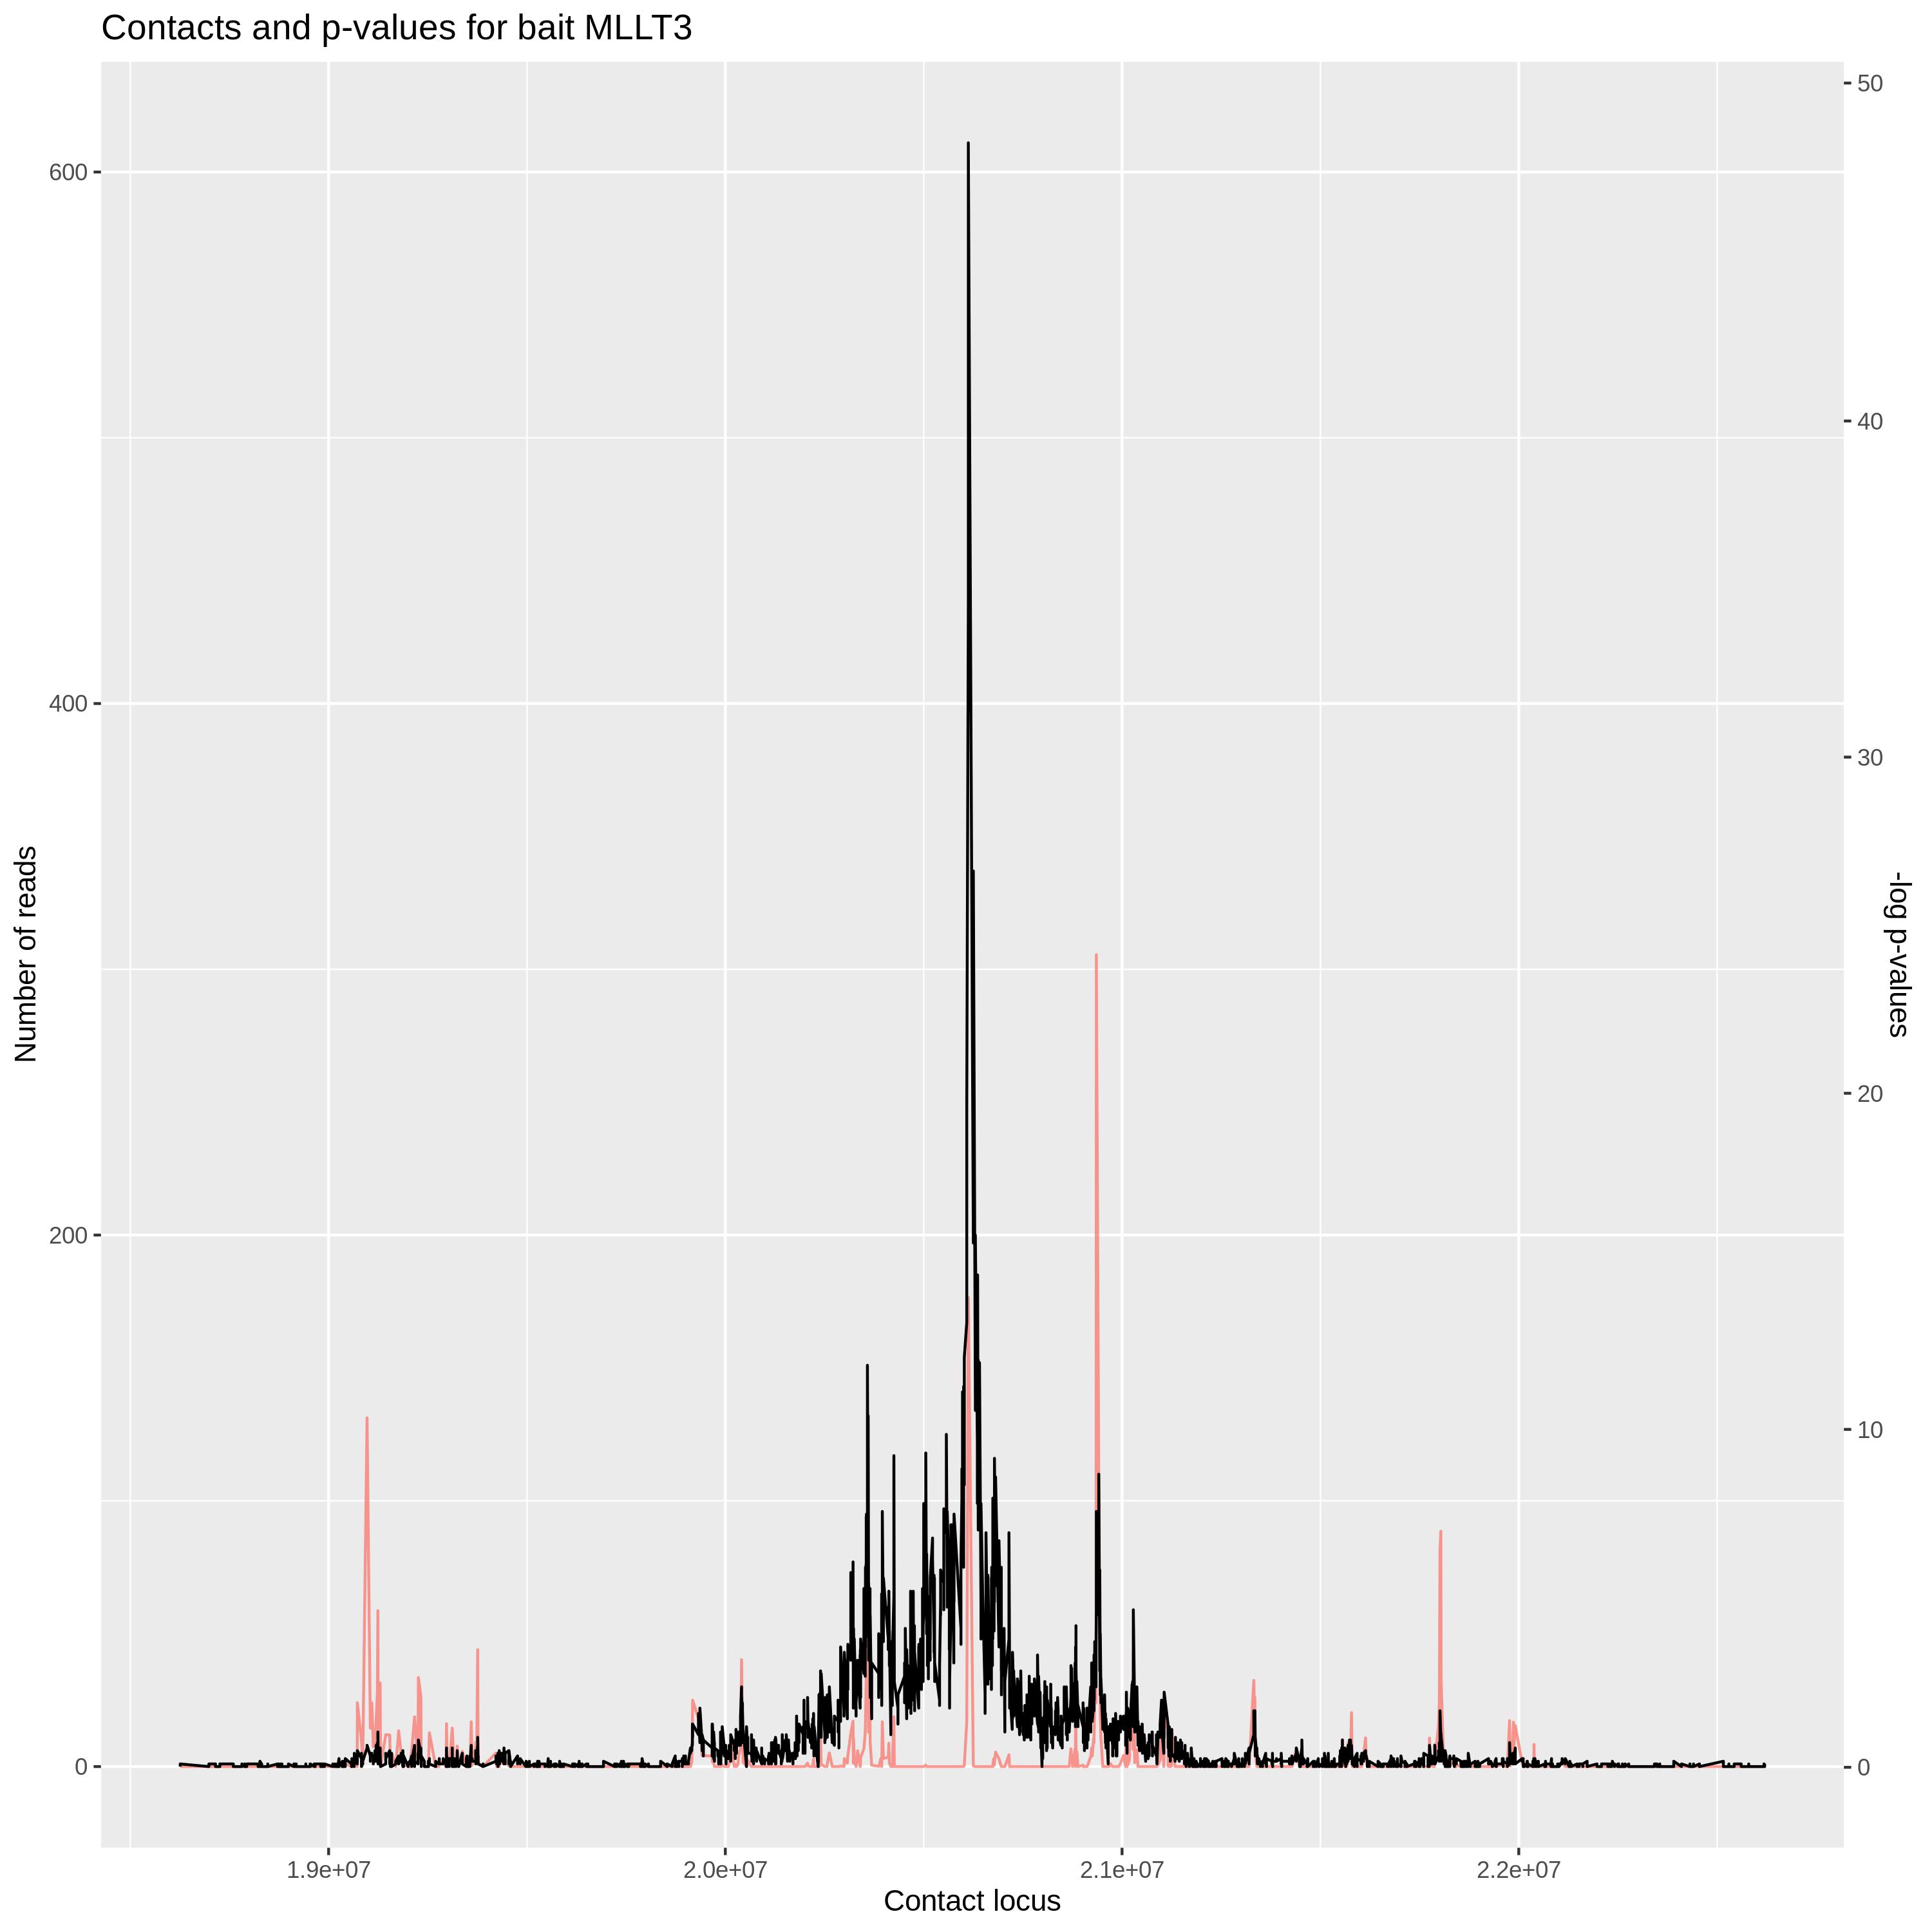 Contacts and p-values for bait MLLT3
600
400
200
0
Number of reads
50
40
30
20
10
0
-log p-values
1.9e+07
2.0e+07
2.1e+07
2.2e+07
Contact locus